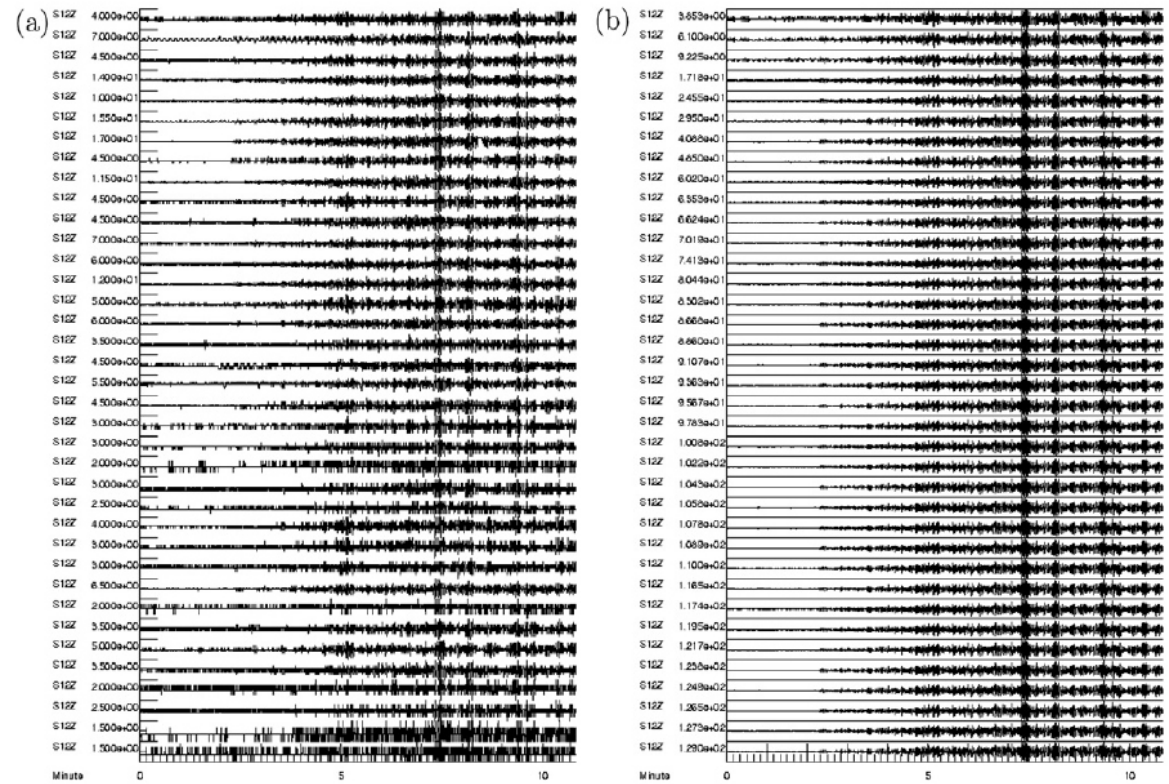 (a)
S12Z 4.000e+00
S12Z 7.000e+00
S12Z 4.500e+00
S12Z 1.400e+01
S12Z 1.000e+01
S12Z 1.550e+01
S12Z 1.700e+01
S12Z 4.500e+00
S12Z 1.150e+01
S12Z 4.500e+00
S12Z 4.500e+00
S12Z 7.000e+00
S12Z 6.000e+00
S12Z 1.200e+01
S12Z 5.000e+00
S12Z 6.000e+00
S12Z 3.500e+00
S12Z 4.500e+00
S12Z 5.500e+00
S12Z 4.500e+00
S12Z 3.000e+00
S12Z 3.000e+00
S12Z 2.000e+00
S12Z 3.000e+00
S12Z 2.500e+00
S12Z 4.000e+00
S12Z 3.000e+00
S12Z 3.000e+00
S12Z 6.500e+00
S12Z 2.000e+00
S12Z 3.500e+00
S12Z 5.000e+00
S12Z 3.500e+00
S12Z 2.000e+00
S12Z 2.500e+00
S12Z 1.500e+00
S12Z 1.500e+00
Minute 0 5 10
(b)
S12Z 3.853e+00
S12Z 6.100e+00
S12Z 9.225e+00
S12Z 1.718e+01
S12Z 2.455e+01
S12Z 2.950e+01
S12Z 4.088e+01
S12Z 4.650e+01
S12Z 6.020e+01
S12Z 6.353e+01
S12Z 6.624e+01
S12Z 7.019e+01
S12Z 7.413e+01
S12Z 8.044e+01
S12Z 8.302e+01
S12Z 8.668e+01
S12Z 8.860e+01
S12Z 9.107e+01
S12Z 9.363e+01
S12Z 9.567e+01
S12Z 9.783e+01
S12Z 1.008e+02
S12Z 1.022e+02
S12Z 1.043e+02
S12Z 1.058e+02
S12Z 1.078e+02
S12Z 1.089e+02
S12Z 1.100e+02
S12Z 1.165e+02
S12Z 1.174e+02
S12Z 1.195e+02
S12Z 1.217e+02
S12Z 1.238e+02
S12Z 1.249e+02
S12Z 1.265e+02
S12Z 1.273e+02
S12Z 1.280e+02
Minute 0 5 10